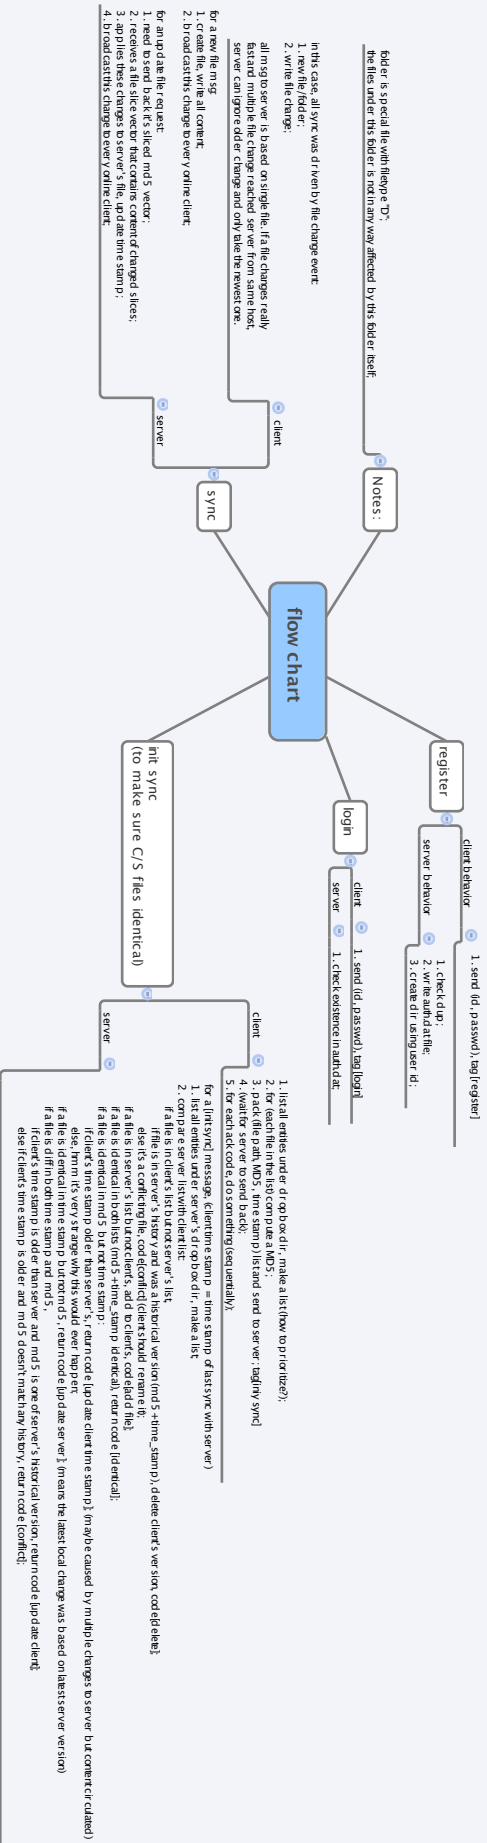 folder is special file with filetype "D";
the files under this folder is not in any way affected by this folder itself;
Notes:
in this case, all sync was driven by file change event:
1. new file/folder;
2. write file change;
all msg to server is based on single file. If a file changes really
fast and multiple file change reached server from same host,
server can ignore older change and only take the newest one.
client
for a new file msg:
1. create file, write all content;
2. broadcast this change to every online client;
for an update file request:
1. need to send back it's sliced md5 vector;
2. receives a file slice vector that contains content of changed slices;
3. applies these changes to server's file, update time stamp;
4. broadcast this change to every online client;
server
sync
flow chart
register
client behavior
1. send (id, passwd), tag [register]
server behavior
1. check dup;
2. write auth.dat file;
3. create dir using user id;
login
client
1. send (id, passwd), tag [login]
server
1. check existence in auth.dat;
init sync
(to make sure C/S files identical)
client
1. list all entities under dropbox dir, make a list (how to prioritize?);
2. for (each file in the list) compute a MD5;
3. pack (file path, MD5, time stamp) list and send to server; tag[iniy sync]
4. (wait for server to send back);
5. for each ack code, do something (sequentially);
server
for a [init sync] message, (client time stamp = time stamp of last sync with server)
1. list all entities under server's dropbox dir, make a list;
2. compare server list with client list:
if a file is in client's list but not server's list,
if file is in server's history and was a historical version (md5+time_stamp), delete client's version, code[delete];
else it's a conflicting file, code[conflict] (client should rename it);
if a file is in server's list but not client's, add to client's, code[add file];
if a file is identical in both lists (md5+time_stamp identical), return code [identical];
if a file is identical in md5 but not time stamp;
if client's time stamp older than server's, return code [update client time stamp]; (maybe caused by multiple changes to server but content circulated)
else, hmm it's very strange why this would ever happen;
if a file is identical in time stamp but not md5, return code [update server]; (means the latest local change was based on latest server version)
if a file is diff in both time stamp and md5,
if client's time stamp is older than server and md5 is one of server's historical version, return code [update client];
else if client's time stamp is older and md5 doesn't match any history, return code [conflict];